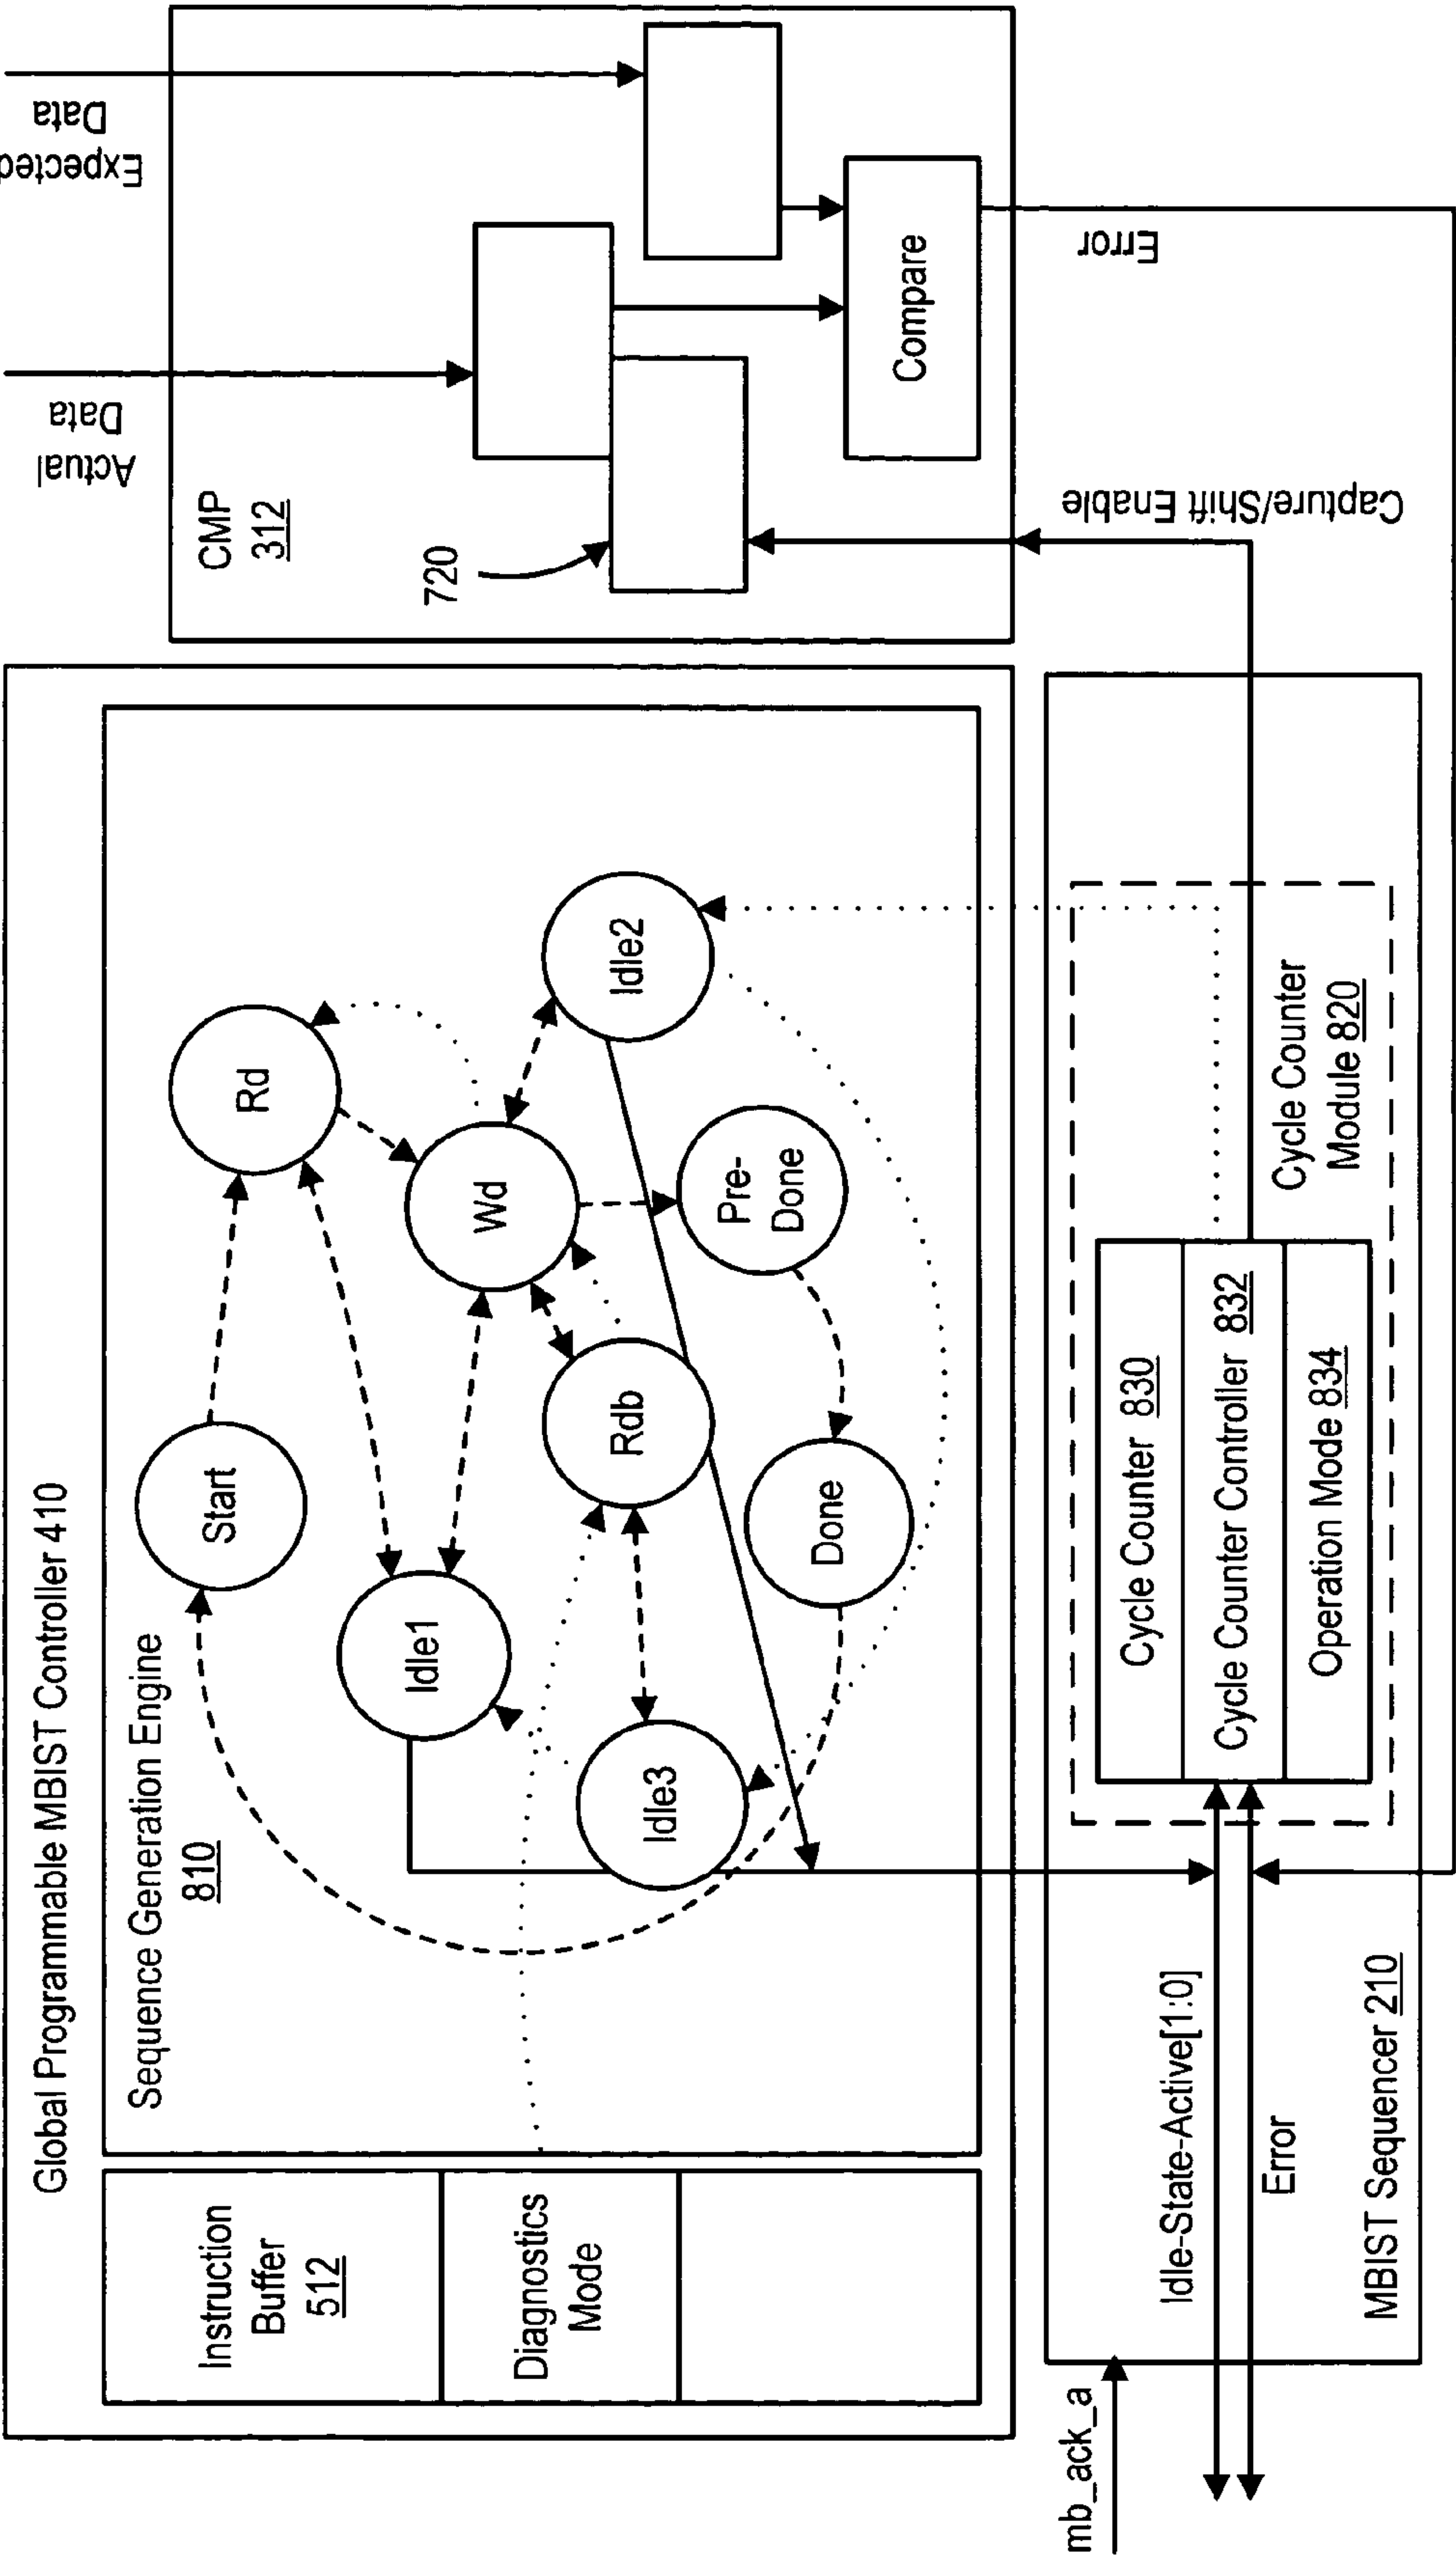 Global Programmable MBIST Controller 410
Instruction
Buffer
512
Diagnostics
Mode
Sequence Generation Engine
810
Start
Rd
Idle1
Wd
Idle3
Rdb
Idle2
Pre-
Done
Done
CMP
312
720
Actual
Data
Expected
Data
Compare
Error
Capture/Shift Enable
mb_ack_a
Idle-State-Active[1:0]
Error
MBIST Sequencer 210
Cycle Counter 830
Cycle Counter Controller 832
Operation Mode 834
Cycle Counter
Module 820